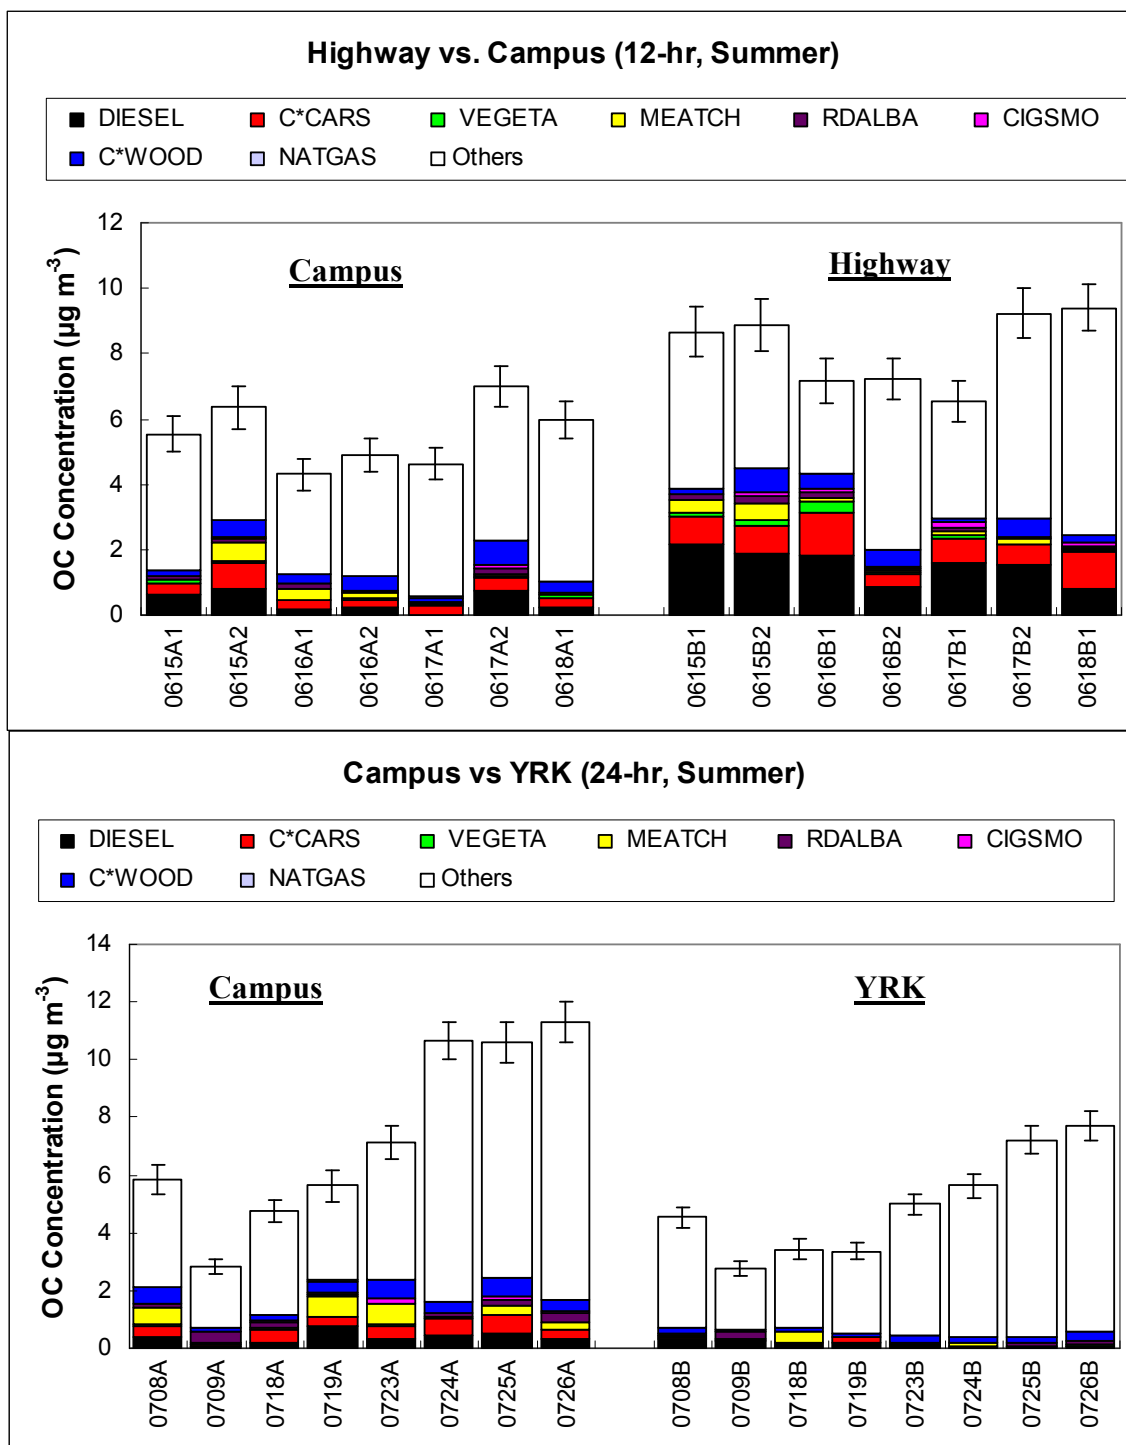 Highway vs. Campus (12-hr, Summer)
DIESEL C*CARS VEGETA MEATCH RDALBA CIGSMO
C*WOOD NATGAS Others
OC Concentration (µg m-3)
12
10
8
6
4
2
0
Campus
Highway
0615A1 0615A2 0616A1 0616A2 0617A1 0617A2 0618A1 0615B1 0615B2 0616B1 0616B2 0617B1 0617B2 0618B1
Campus vs YRK (24-hr, Summer)
DIESEL C*CARS VEGETA MEATCH RDALBA CIGSMO
C*WOOD NATGAS Others
OC Concentration (µg m-3)
14
12
10
8
6
4
2
0
Campus
YRK
0708A 0709A 0718A 0719A 0723A 0724A 0725A 0726A 0708B 0709B 0718B 0719B 0723B 0724B 0725B 0726B